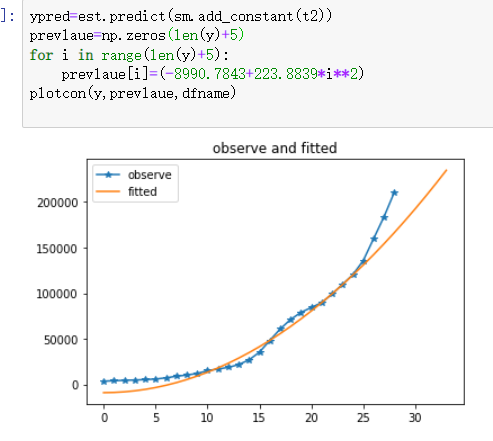 ]:
ypred=est.predict(sm.add_constant(t2))
prevlaue=np.zeros(len(y)+5)
for i in range(len(y)+5):
    prevlaue[i]=(-8990.7843+223.8839*i**2)
plotcon(y,prevlaue,dfname)
observe and fitted
observe
fitted
200000
150000
100000
50000
0
0 5 10 15 20 25 30